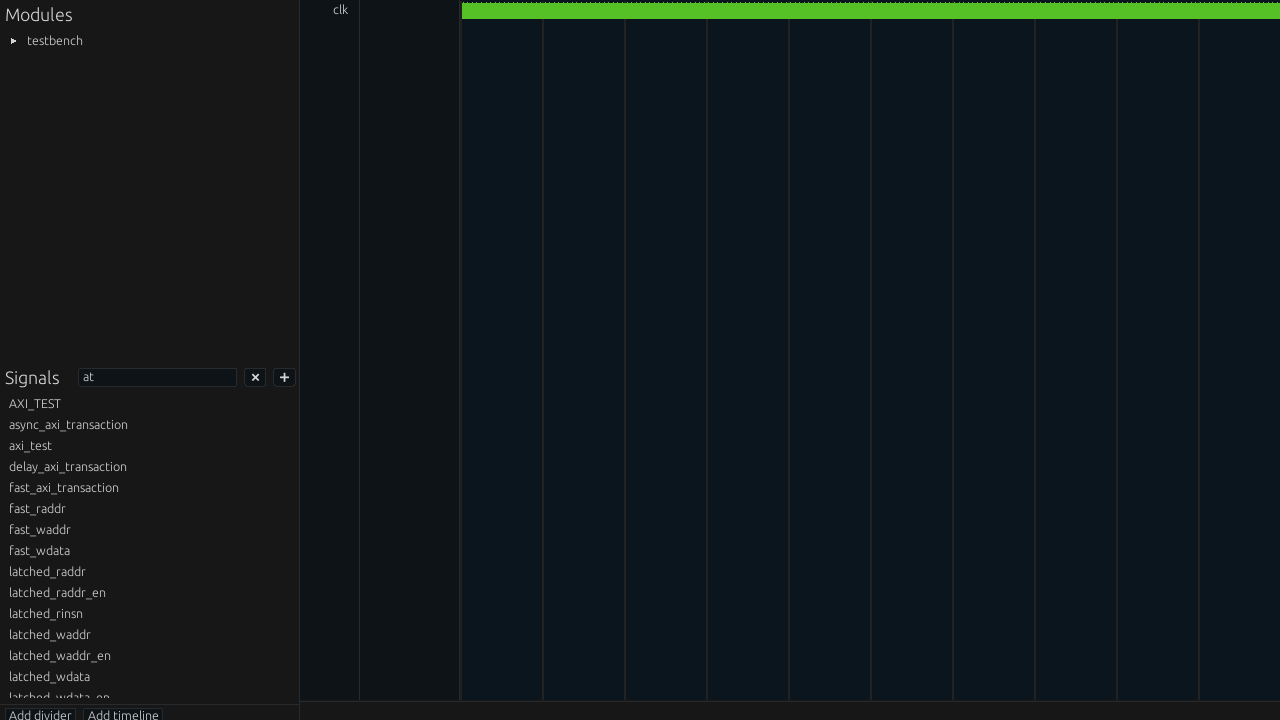 Modules
testbench
clk
Signals
at
AXI_TEST
async_axi_transaction
axi_test
delay_axi_transaction
fast_axi_transaction
fast_raddr
fast_waddr
fast_wdata
latched_raddr
latched_raddr_en
latched_rinsn
latched_waddr
latched_waddr_en
latched_wdata
latched_wdata_en
Add divider
Add timeline